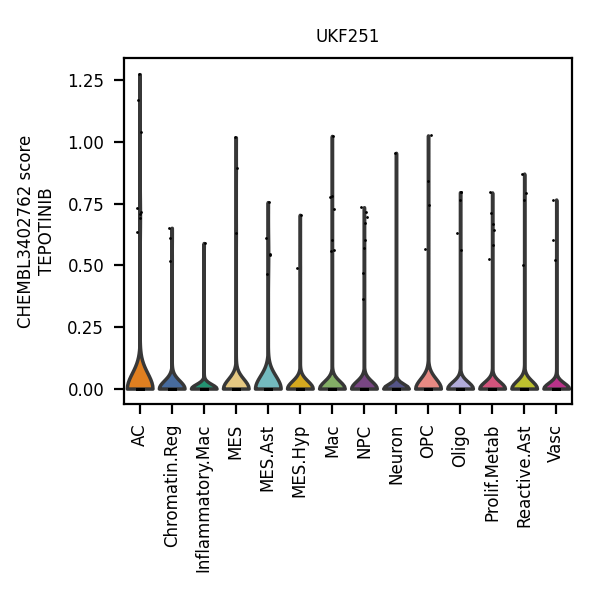 UKF251
CHEMBL3402762 score
TEPOTINIB
1.25
1.00
0.75
0.50
0.25
0.00
AC
Chromatin.Reg
Inflammatory.Mac
MES
MES.Ast
MES.Hyp
Mac
NPC
Neuron
OPC
Oligo
Prolif.Metab
Reactive.Ast
Vasc